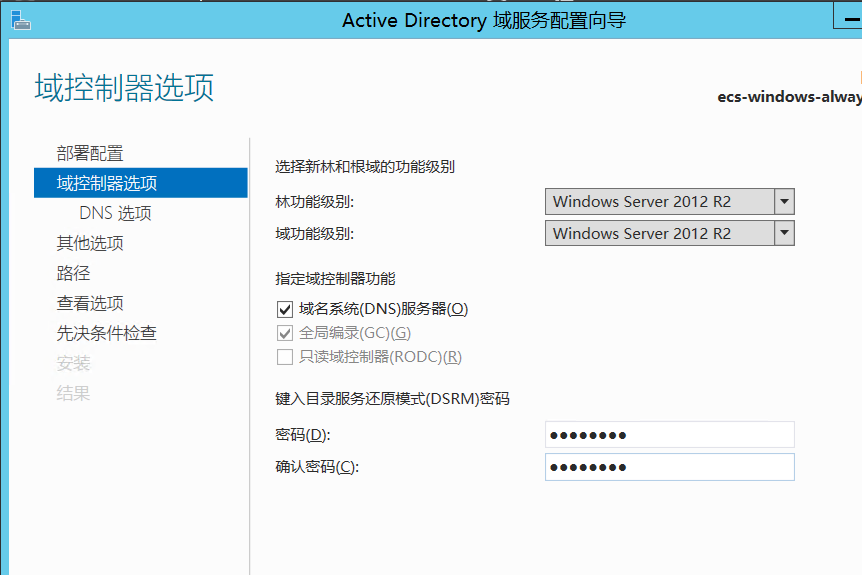 Active Directory 域服务配置向导
域控制器选项
ecs-windows-alway
部署配置
域控制器选项
DNS 选项
其他选项
路径
查看选项
先决条件检查
安装
结果
选择新林和根域的功能级别
林功能级别: Windows Server 2012 R2
域功能级别: Windows Server 2012 R2
指定域控制器功能
域名系统(DNS)服务器(O)
全局编录(GC)(G)
只读域控制器(RODC)(R)
键入目录服务还原模式(DSRM)密码
密码(D): ●●●●●●●●
确认密码(C): ●●●●●●●●